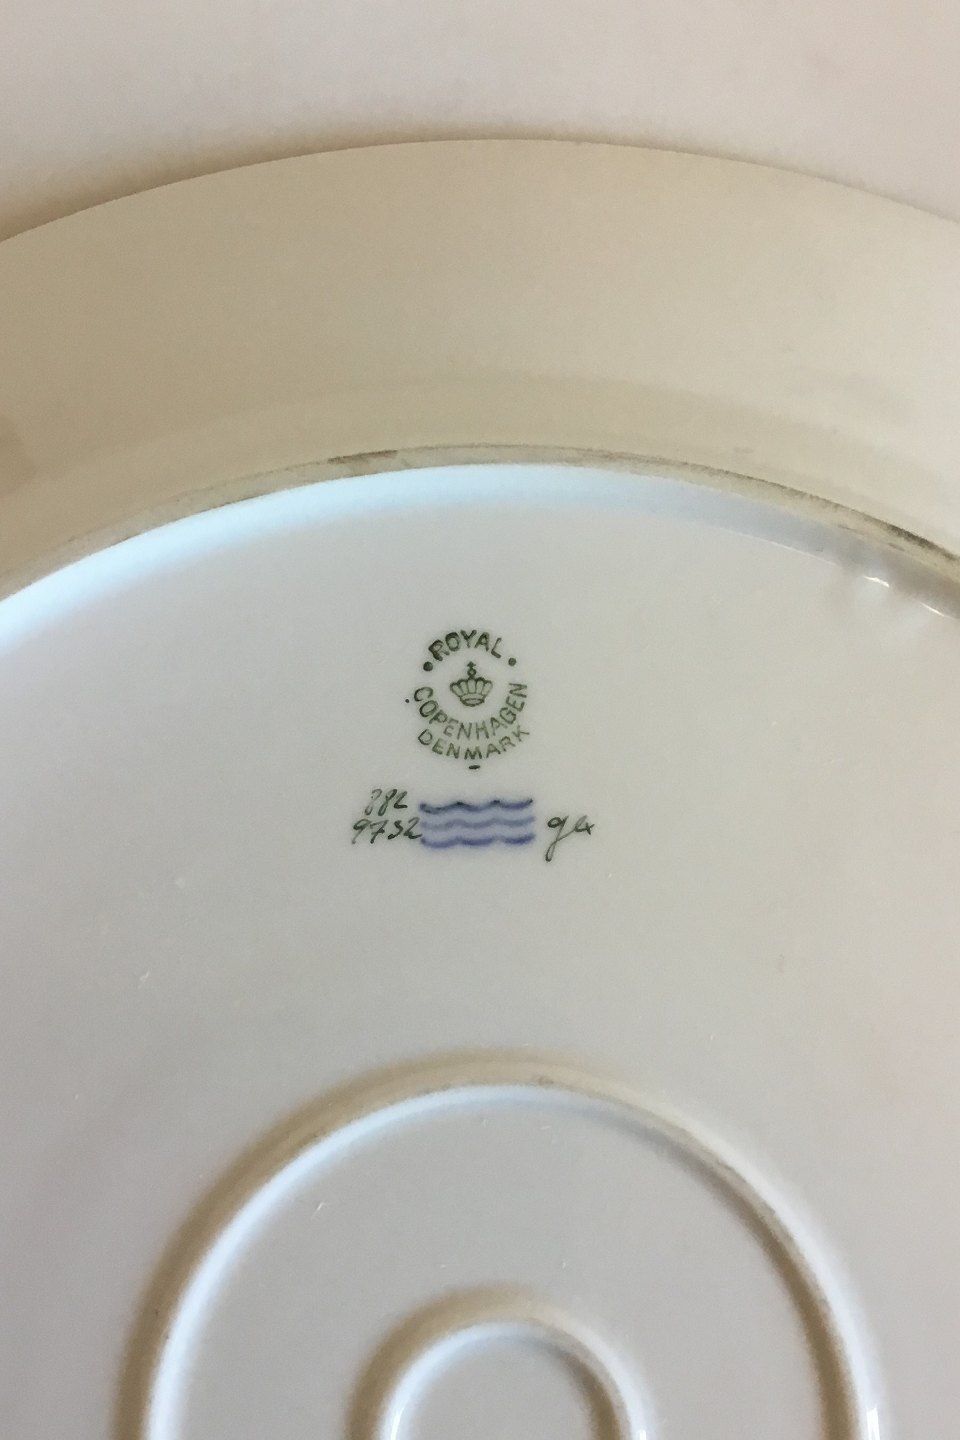 ROYAL
COPENHAGEN
DENMARK
882
9732